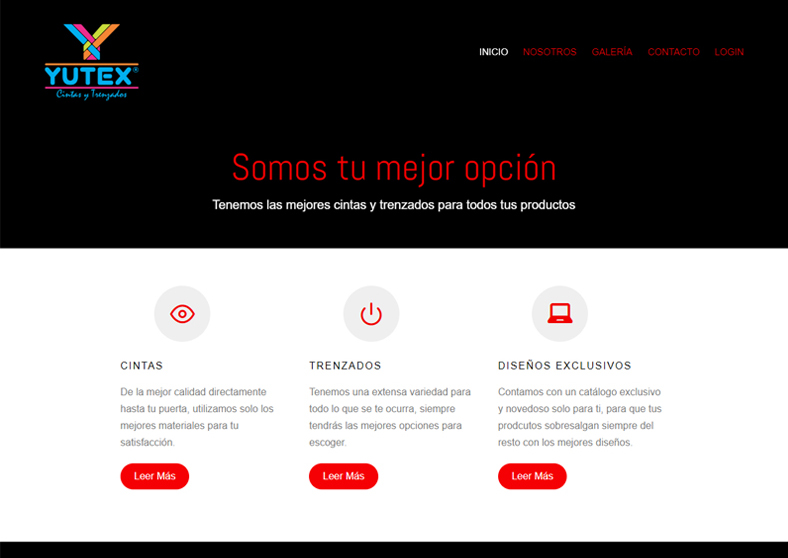 YUTEX®
Cintas y Trenzados
INICIO NOSOTROS GALERÍA CONTACTO LOGIN
Somos tu mejor opción
Tenemos las mejores cintas y trenzados para todos tus productos
CINTAS
De la mejor calidad directamente
hasta tu puerta, utilizamos solo los
mejores materiales para tu
satisfacción.
Leer Más
TRENZADOS
Tenemos una extensa variedad para
todo lo que se te ocurra, siempre
tendrás las mejores opciones para
escoger.
Leer Más
DISEÑOS EXCLUSIVOS
Contamos con un catálogo exclusivo
y novedoso solo para ti, para que tus
prodcutos sobresalgan siempre del
resto con los mejores diseños.
Leer Más